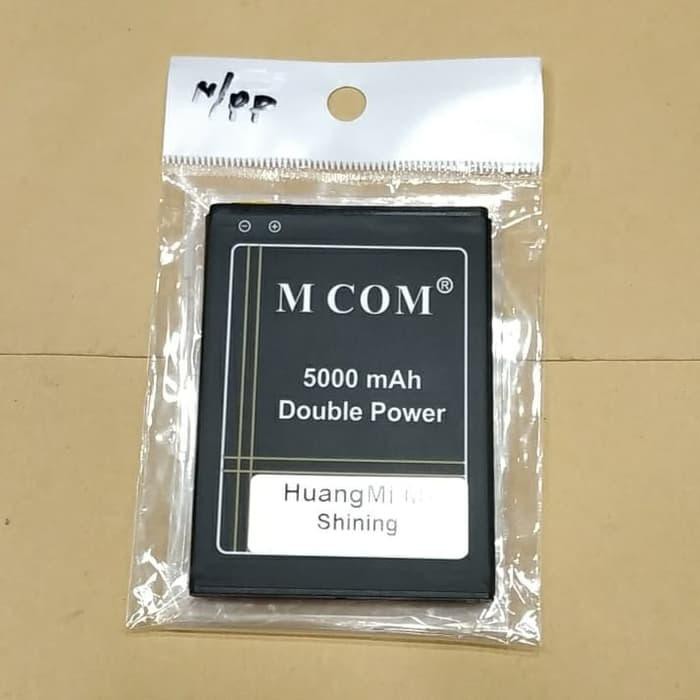 N/PP
M COM®
5000 mAh
Double Power
HuangMi
Shining